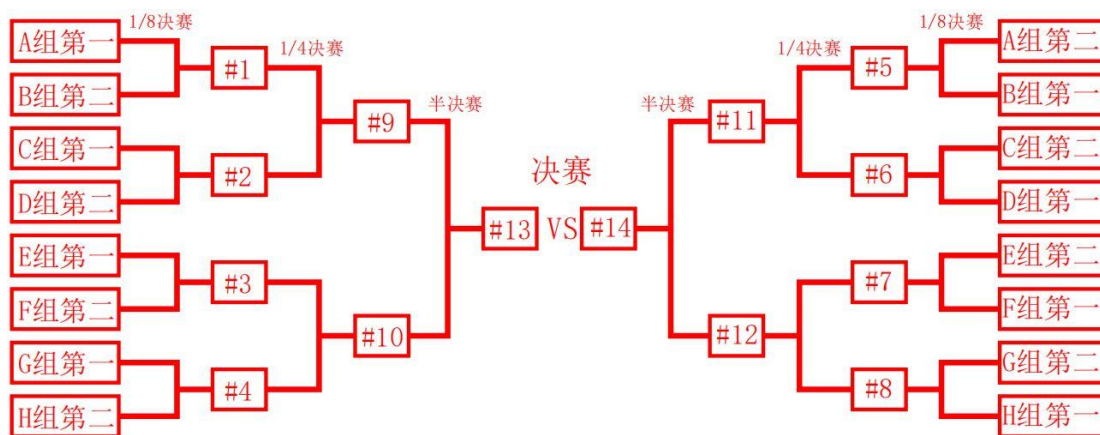 1/8决赛
A组第一
B组第二
C组第一
D组第二
E组第一
F组第二
G组第一
H组第二
1/4决赛
#1
#2
#3
#4
半决赛
#9
#10
决赛
#13 VS #14
半决赛
#11
#12
1/4决赛
#5
#6
#7
#8
1/8决赛
A组第二
B组第一
C组第二
D组第一
E组第二
F组第一
G组第二
H组第一